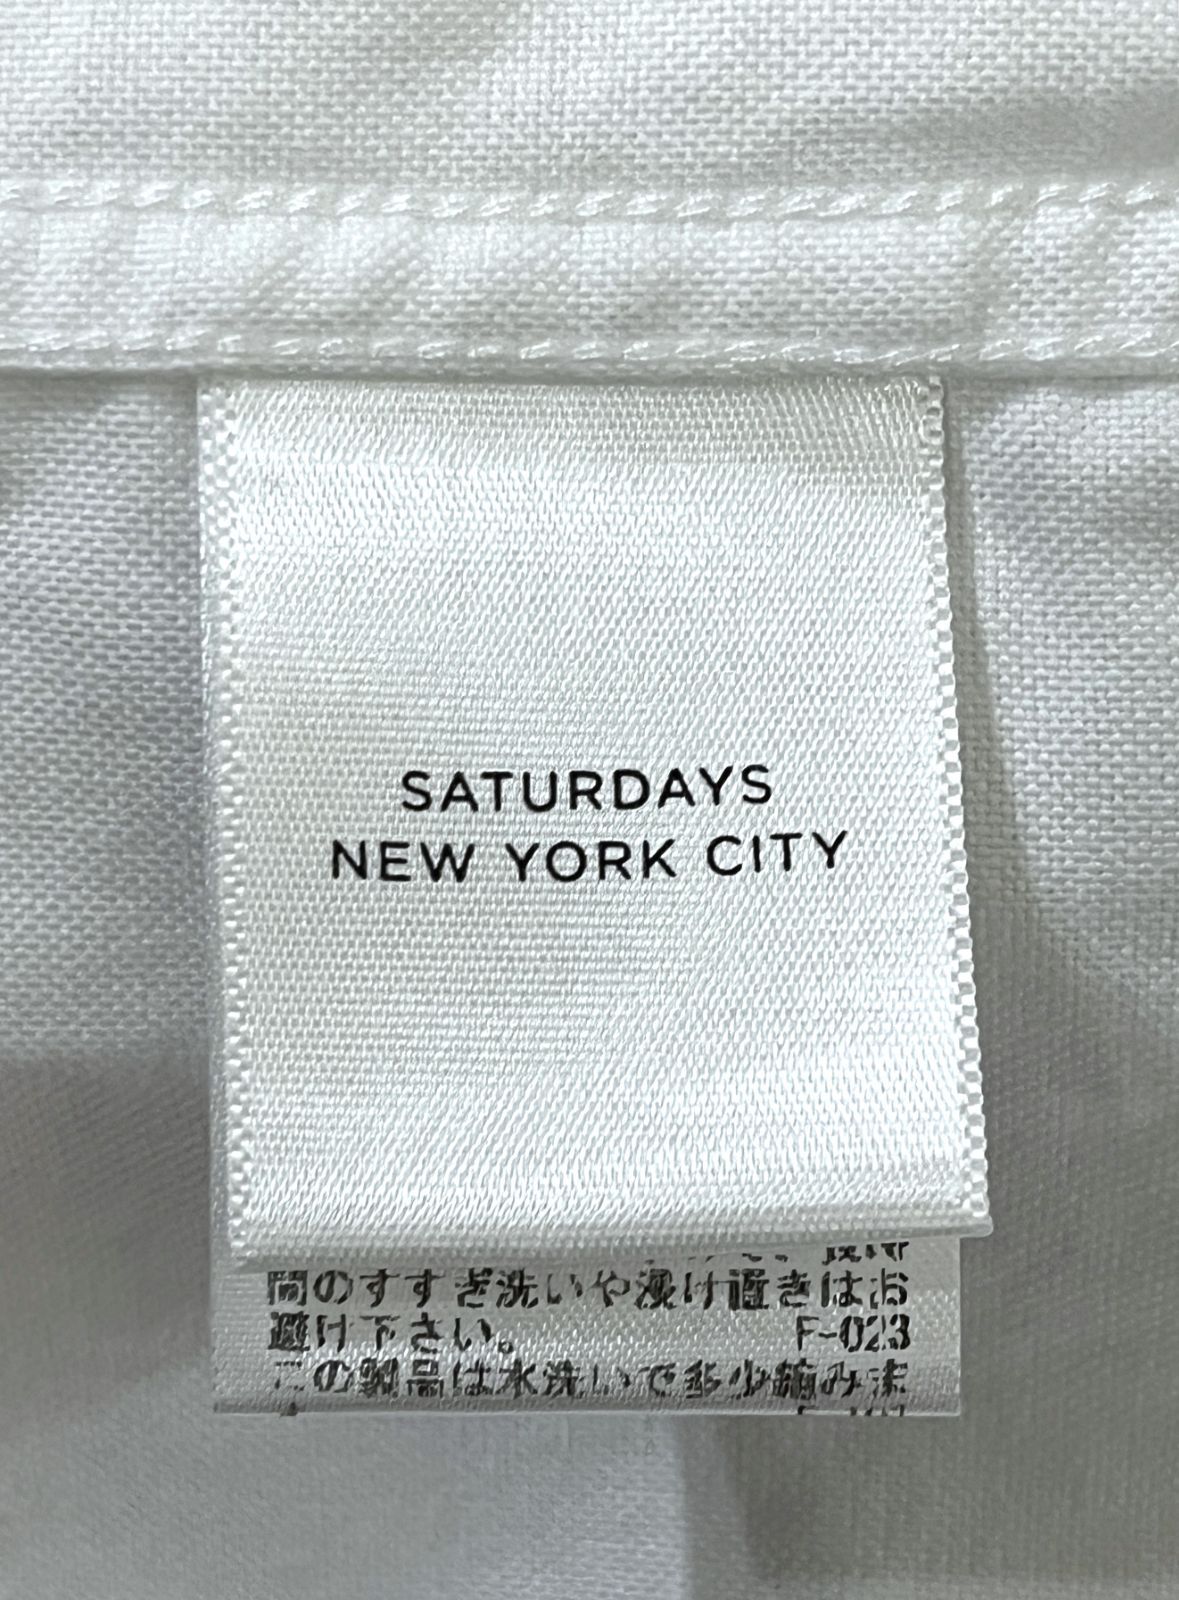 SATURDAYS
NEW YORK CITY
間のすすぎ洗いや浸け置きはお
避け下さい。 F-023
この製品は水洗いで多少縮みま